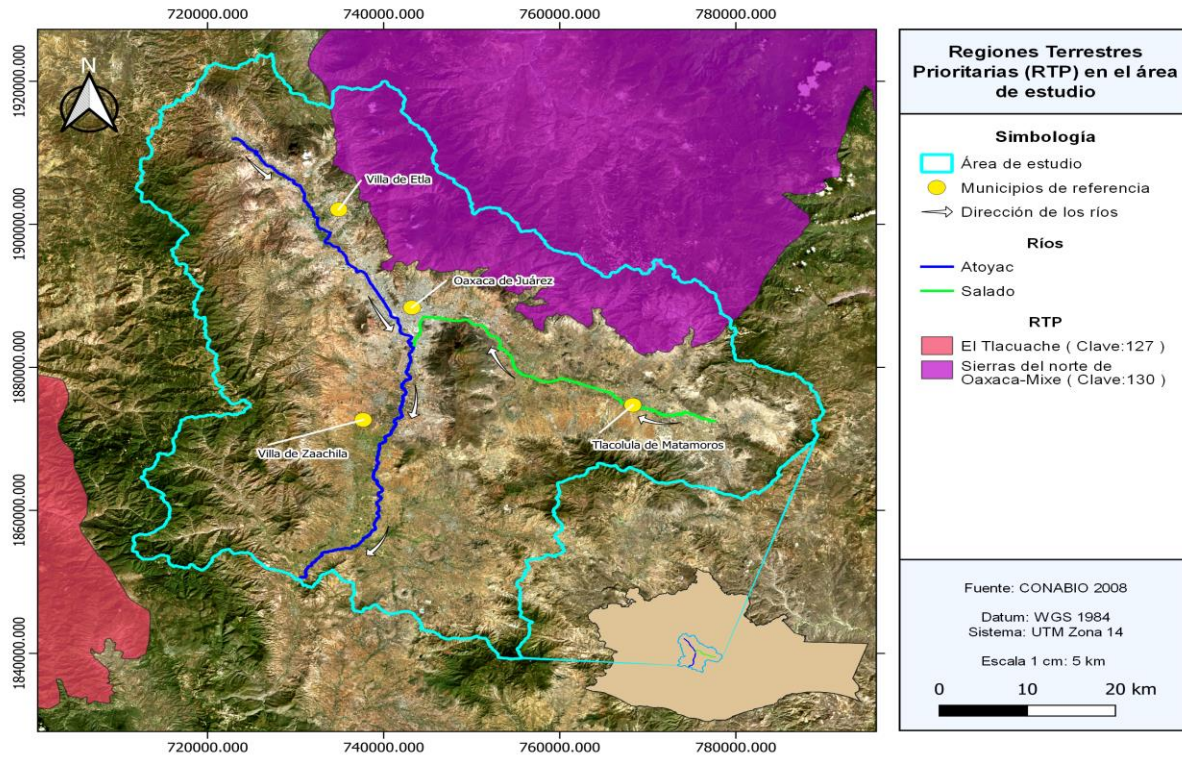 720000.000
740000.000
760000.000
780000.000
1920000.000
1900000.000
1880000.000
1860000.000
1840000.000
N
Villa de Etla
Oaxaca de Juárez
Villa de Zaachila
Tlacolula de Matamoros
720000.000
740000.000
760000.000
780000.000
Regiones Terrestres
Prioritarias (RTP) en el área
de estudio
Simbología
Área de estudio
Municipios de referencia
Dirección de los ríos
Ríos
Atoyac
Salado
RTP
El Tlacuache ( Clave:127 )
Sierras del norte de
Oaxaca-Mixe ( Clave:130 )
Fuente: CONABIO 2008
Datum: WGS 1984
Sistema: UTM Zona 14
Escala 1 cm: 5 km
0 10 20 km